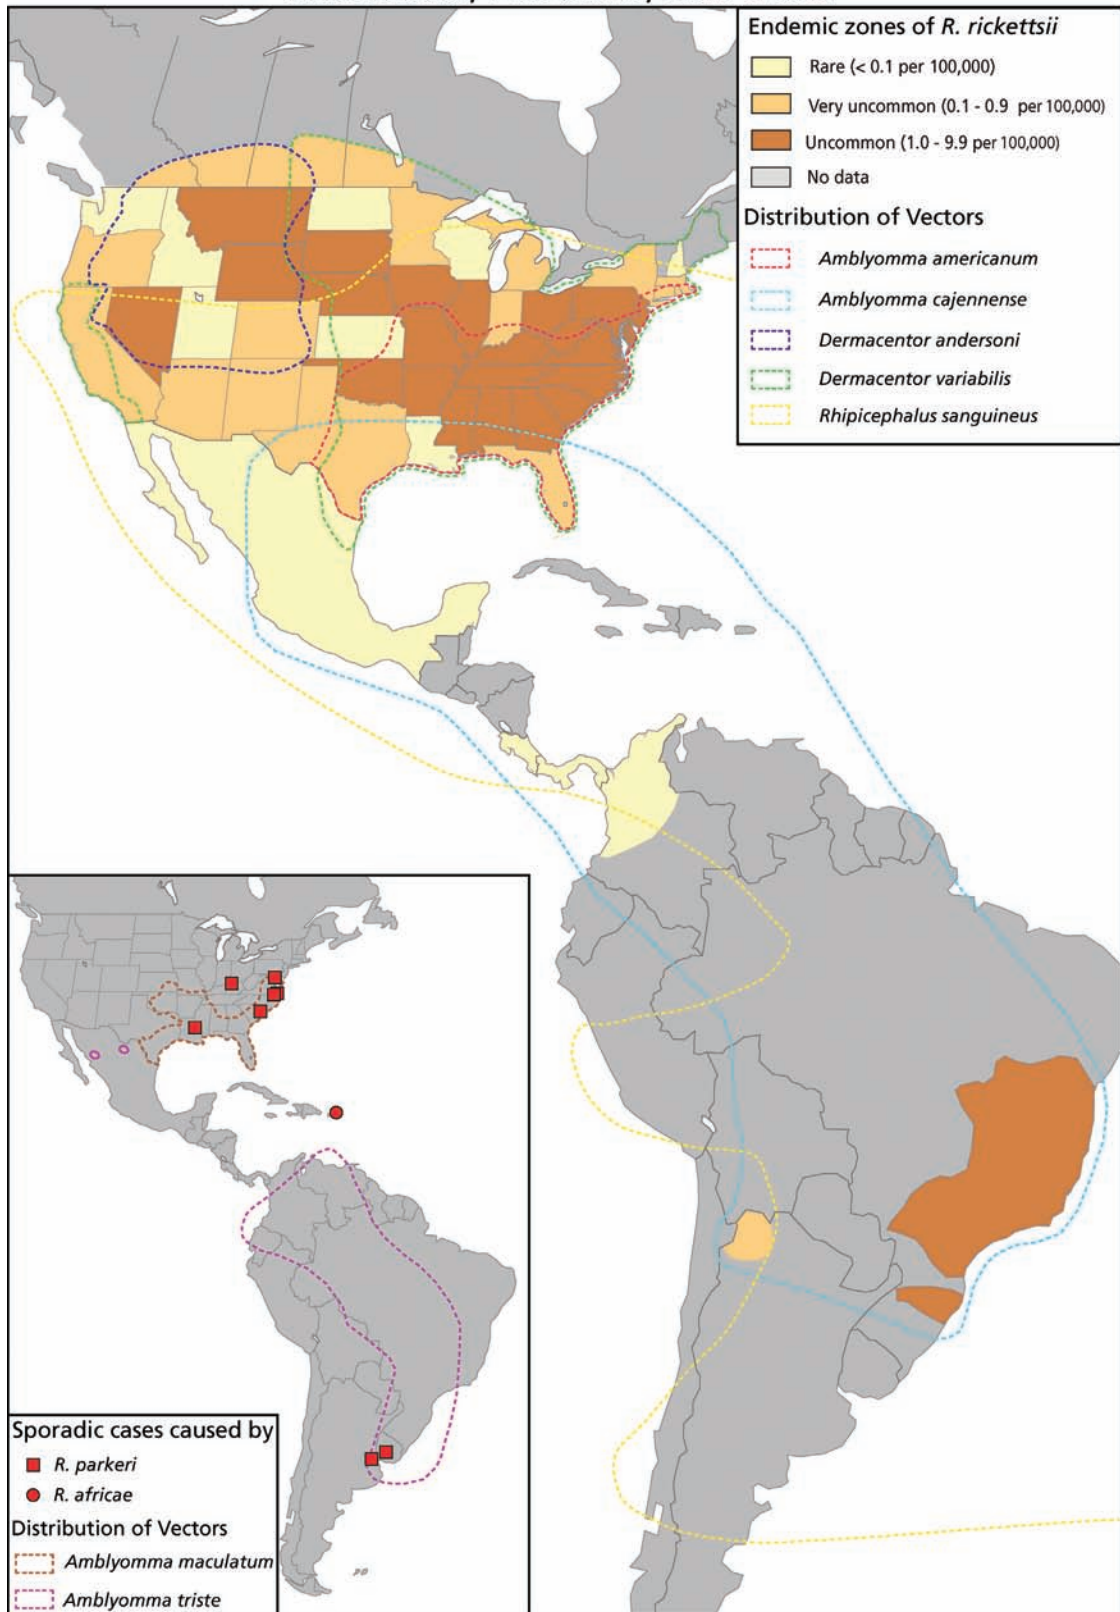 Endemic zones of R. rickettsii
Rare (< 0.1 per 100,000)
Very uncommon (0.1 - 0.9 per 100,000)
Uncommon (1.0 - 9.9 per 100,000)
No data
Distribution of Vectors
Amblyomma americanum
Amblyomma cajennense
Dermacentor andersoni
Dermacentor variabilis
Rhipicephalus sanguineus
Sporadic cases caused by
R. parkeri
R. africae
Distribution of Vectors
Amblyomma maculatum
Amblyomma triste